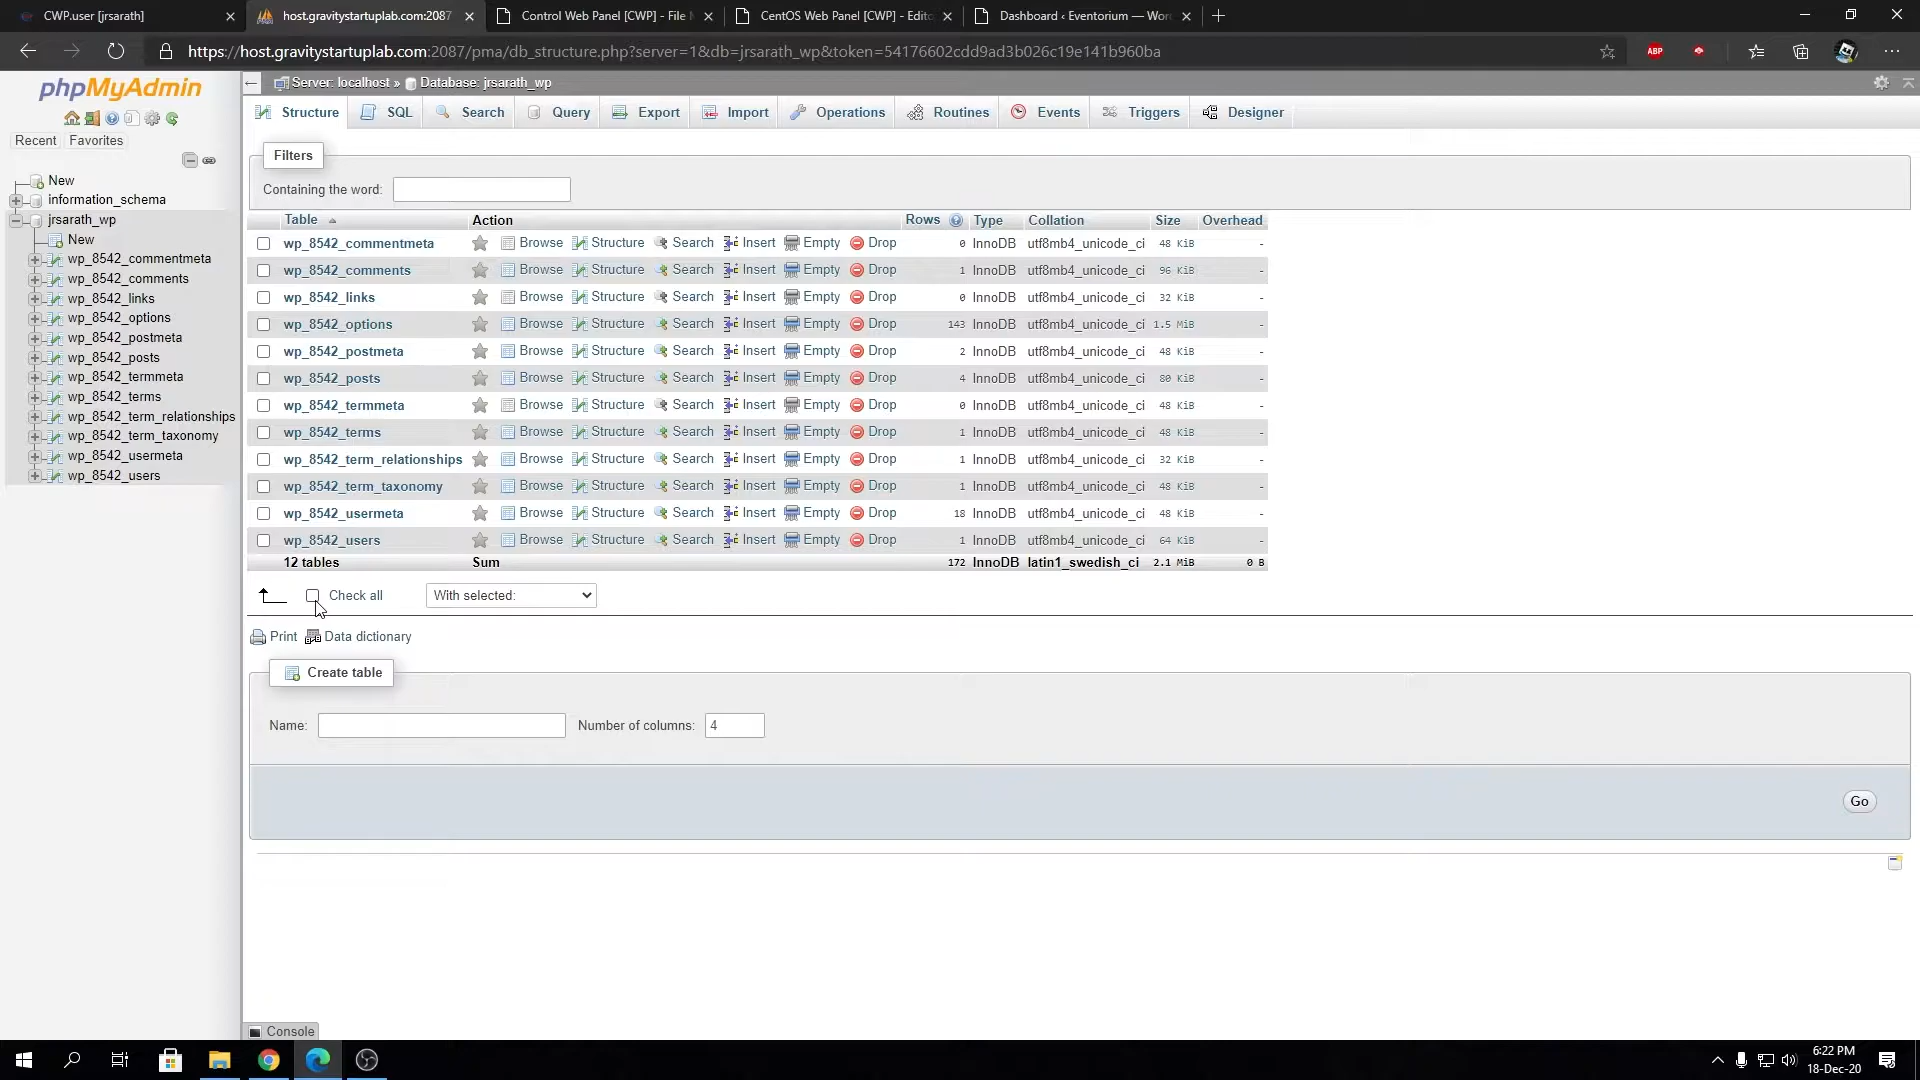 CWP.user [jrsarath]
host.gravitystartuplab.com:2087
Control Web Panel [CWP] - File M
CentOS Web Panel [CWP] - Edito
Dashboard ‹ Eventorium — Wor
https://host.gravitystartuplab.com:2087/pma/db_structure.php?server=1&db=jrsarath_wp&token=54176602cdd9ad3b026c19e141b960ba
ABP
phpMyAdmin
Recent Favorites
New
information_schema
jrsarath_wp
New
wp_8542_commentmeta
wp_8542_comments
wp_8542_links
wp_8542_options
wp_8542_postmeta
wp_8542_posts
wp_8542_termmeta
wp_8542_terms
wp_8542_term_relationships
wp_8542_term_taxonomy
wp_8542_usermeta
wp_8542_users
Server: localhost » Database: jrsarath_wp
Structure SQL Search Query Export Import Operations Routines Events Triggers Designer
Filters
Containing the word:
Table Action Rows Type Collation Size Overhead
wp_8542_commentmeta Browse Structure Search Insert Empty Drop 0 InnoDB utf8mb4_unicode_ci 48 KiB -
wp_8542_comments Browse Structure Search Insert Empty Drop 1 InnoDB utf8mb4_unicode_ci 96 KiB -
wp_8542_links Browse Structure Search Insert Empty Drop 0 InnoDB utf8mb4_unicode_ci 32 KiB -
wp_8542_options Browse Structure Search Insert Empty Drop 143 InnoDB utf8mb4_unicode_ci 1.5 MiB -
wp_8542_postmeta Browse Structure Search Insert Empty Drop 2 InnoDB utf8mb4_unicode_ci 48 KiB -
wp_8542_posts Browse Structure Search Insert Empty Drop 4 InnoDB utf8mb4_unicode_ci 80 KiB -
wp_8542_termmeta Browse Structure Search Insert Empty Drop 0 InnoDB utf8mb4_unicode_ci 48 KiB -
wp_8542_terms Browse Structure Search Insert Empty Drop 1 InnoDB utf8mb4_unicode_ci 48 KiB -
wp_8542_term_relationships Browse Structure Search Insert Empty Drop 1 InnoDB utf8mb4_unicode_ci 32 KiB -
wp_8542_term_taxonomy Browse Structure Search Insert Empty Drop 1 InnoDB utf8mb4_unicode_ci 48 KiB -
wp_8542_usermeta Browse Structure Search Insert Empty Drop 18 InnoDB utf8mb4_unicode_ci 48 KiB -
wp_8542_users Browse Structure Search Insert Empty Drop 1 InnoDB utf8mb4_unicode_ci 64 KiB -
12 tables Sum 172 InnoDB latin1_swedish_ci 2.1 MiB 0 B
Check all With selected:
Print Data dictionary
Create table
Name: Number of columns: 4
Go
Console
6:22 PM
18-Dec-20